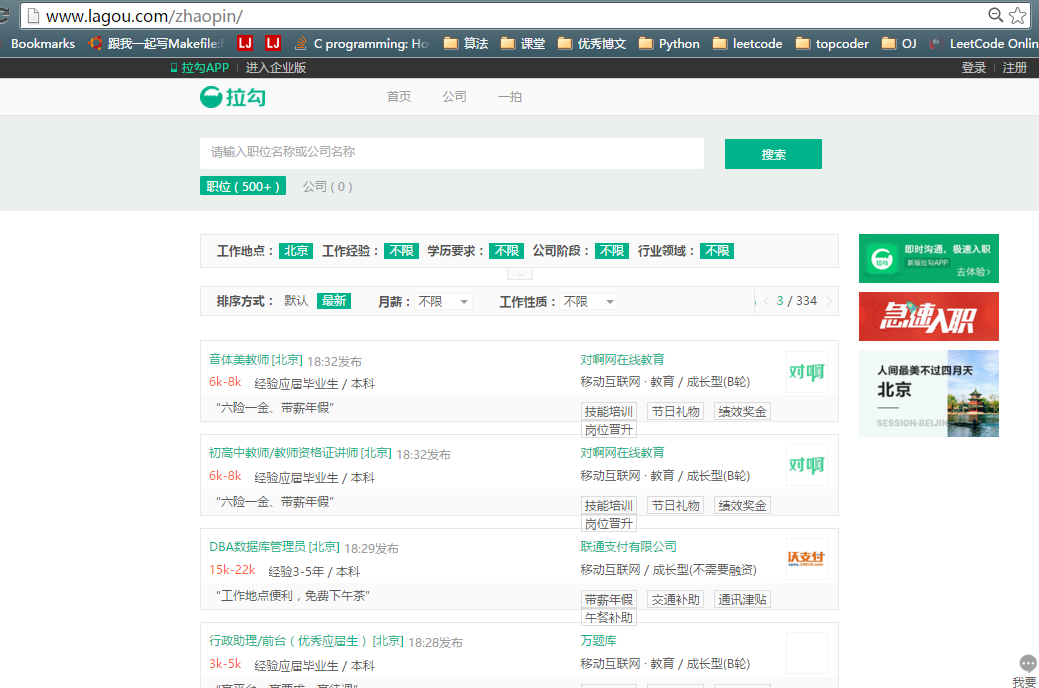 www.lagou.com/zhaopin/
Bookmarks 跟我一起写Makefile: LJ LJ C programming: Ho 算法 课堂 优秀博文 Python leetcode topcoder OJ LeetCode Onlin
拉勾APP 进入企业版 登录 注册
拉勾 首页 公司 一拍
请输入职位名称或公司名称 搜索
职位 ( 500+ ) 公司 ( 0 )
工作地点： 北京 工作经验： 不限 学历要求： 不限 公司阶段： 不限 行业领域： 不限
排序方式： 默认 最新 月薪： 不限 工作性质： 不限 3 / 334
即时沟通，极速入职
新版拉勾APP
去体验>
急速入职
人间最美不过四月天
北京
SESSION-BEIJIN
音体美教师 [北京] 18:32发布 对啊网在线教育 对啊
6k-8k 经验应届毕业生 / 本科 移动互联网 · 教育 / 成长型(B轮)
“六险一金、带薪年假” 技能培训 节日礼物 绩效奖金
岗位晋升
初高中教师/教师资格证讲师 [北京] 18:32发布 对啊网在线教育 对啊
6k-8k 经验应届毕业生 / 本科 移动互联网 · 教育 / 成长型(B轮)
“六险一金、带薪年假” 技能培训 节日礼物 绩效奖金
岗位晋升
DBA数据库管理员 [北京] 18:29发布 联通支付有限公司 沃支付
15k-22k 经验3-5年 / 本科 移动互联网 / 成长型(不需要融资)
“工作地点便利，免费下午茶” 带薪年假 交通补助 通讯津贴
午餐补助
行政助理/前台（优秀应届生）[北京] 18:28发布 万题库
3k-5k 经验应届毕业生 / 本科 移动互联网 · 教育 / 成长型(B轮)
我要